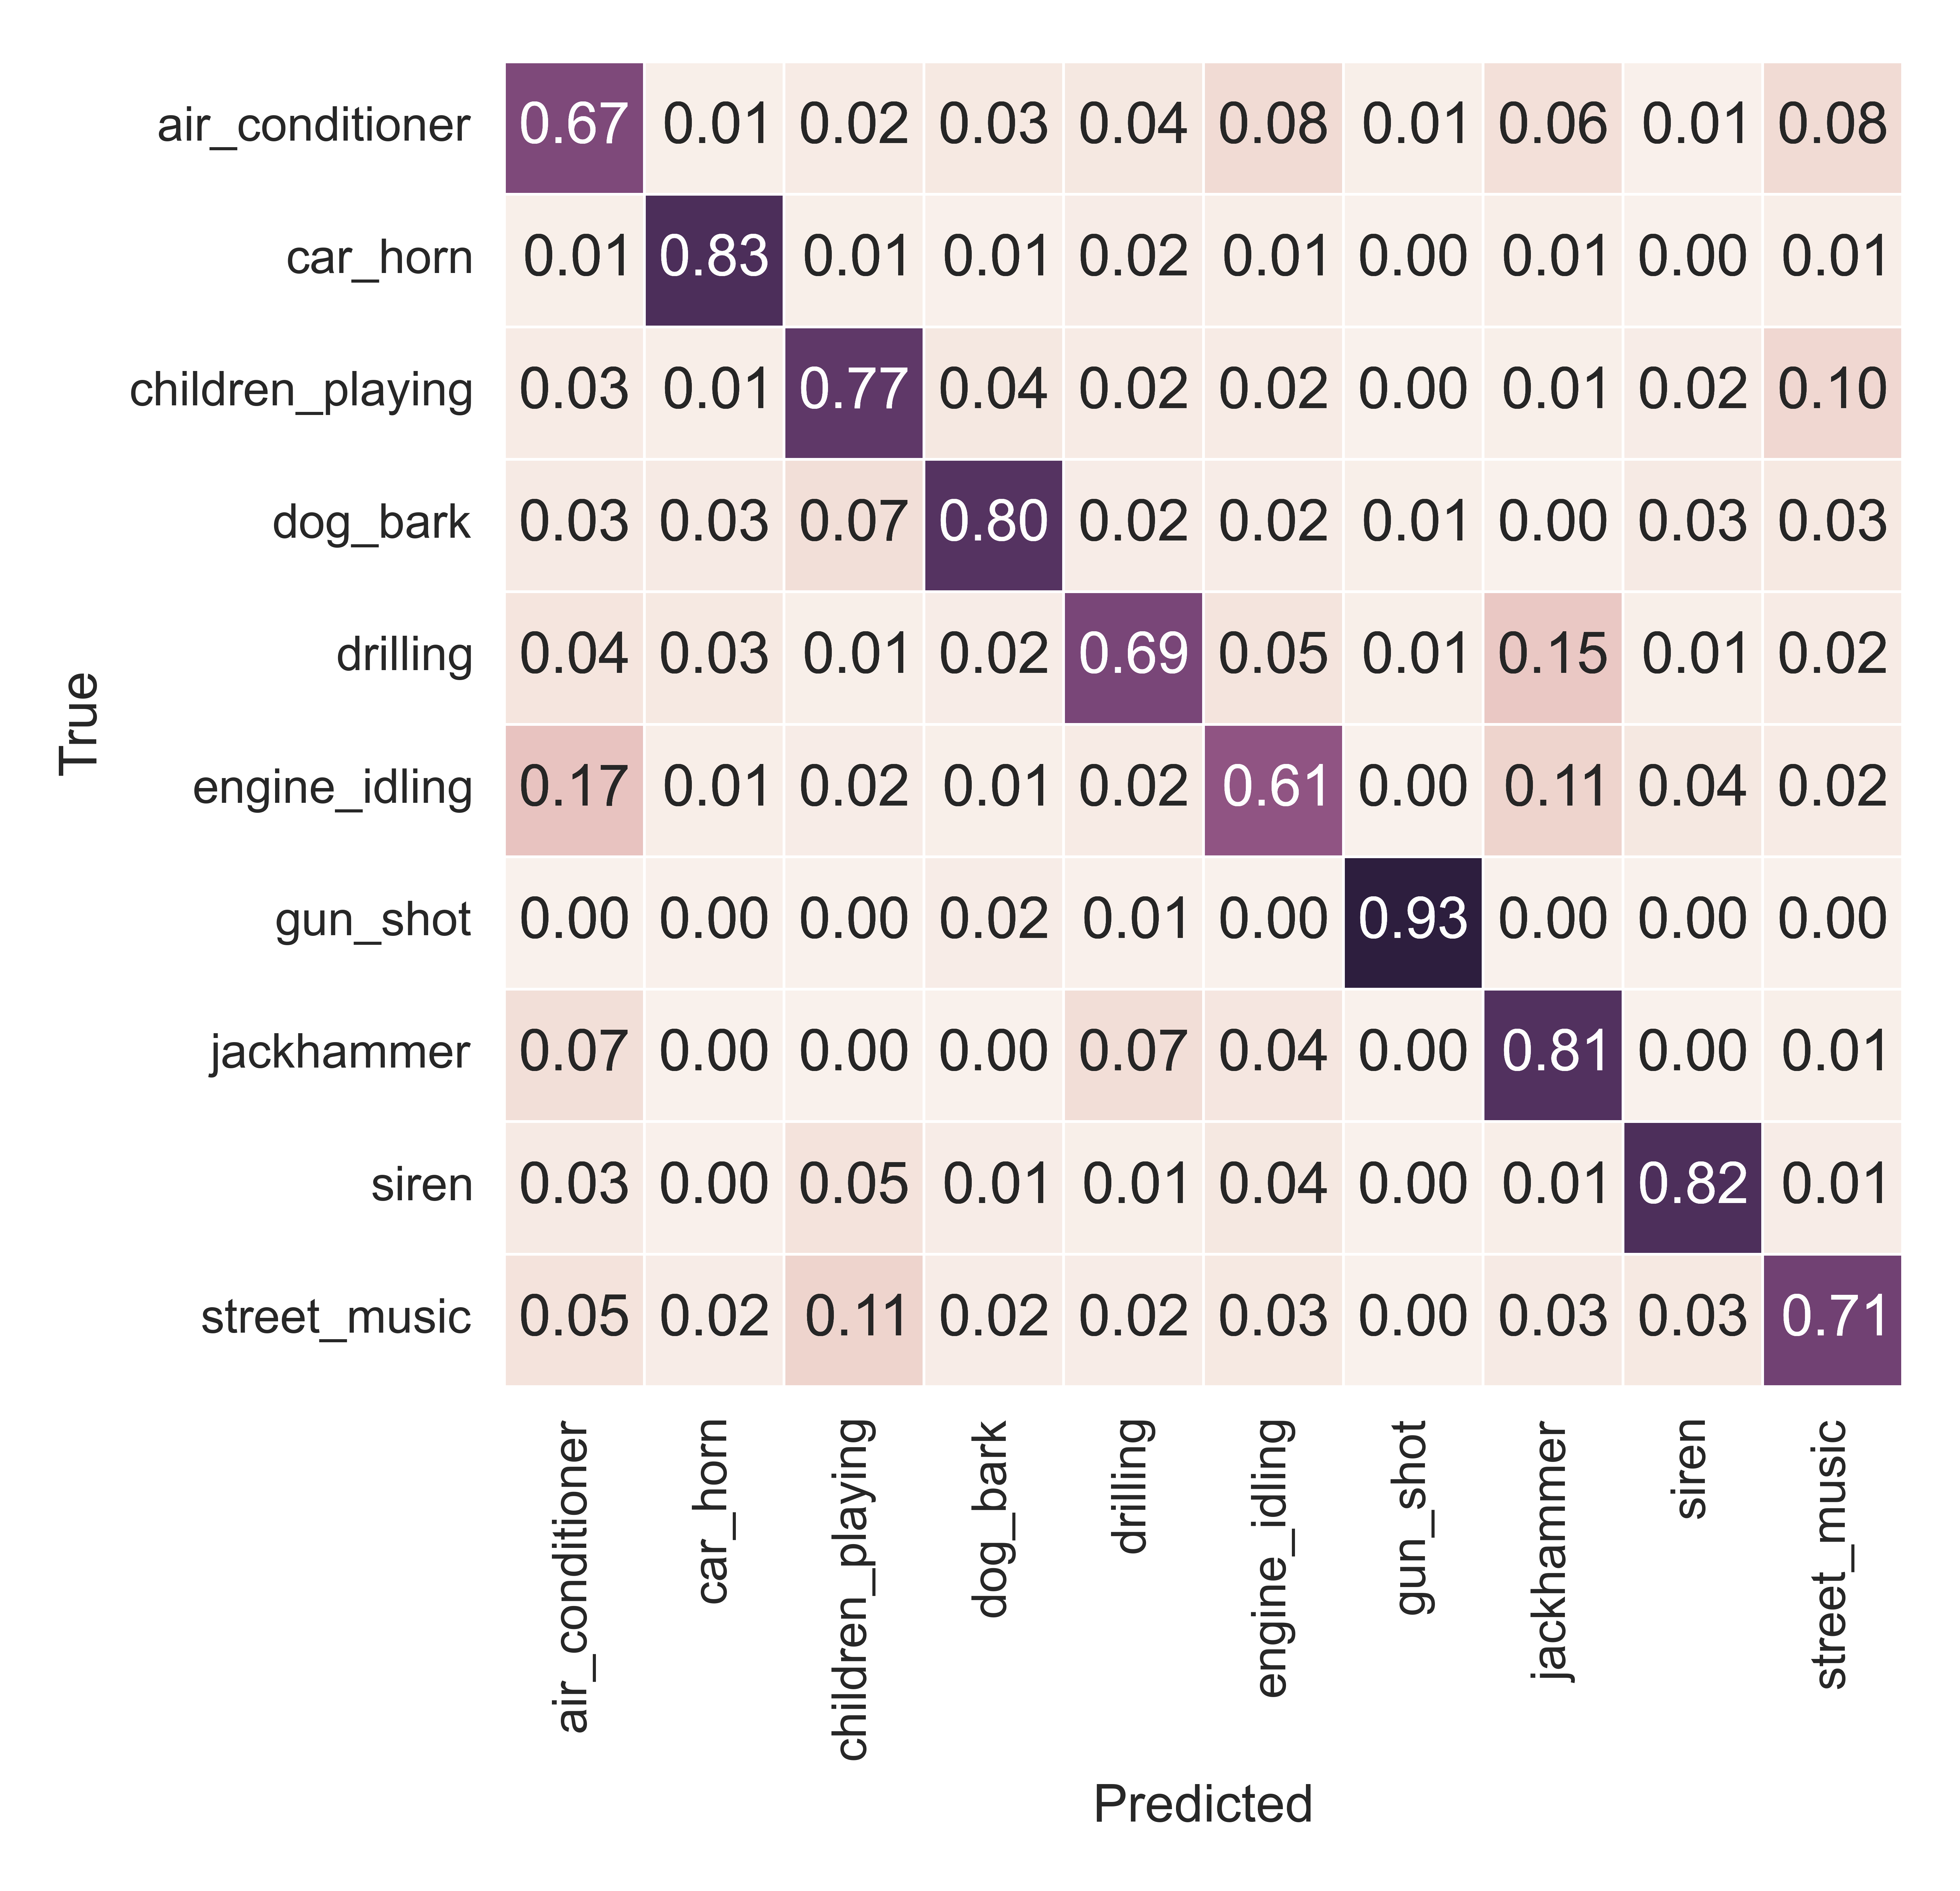 air_conditioner 0.67 0.01 0.02 0.03 0.04 0.08 0.01 0.06 0.01 0.08
car_horn 0.01 0.83 0.01 0.01 0.02 0.01 0.00 0.01 0.00 0.01
children_playing 0.03 0.01 0.77 0.04 0.02 0.02 0.00 0.01 0.02 0.10
dog_bark 0.03 0.03 0.07 0.80 0.02 0.02 0.01 0.00 0.03 0.03
drilling 0.04 0.03 0.01 0.02 0.69 0.05 0.01 0.15 0.01 0.02
True
engine_idling 0.17 0.01 0.02 0.01 0.02 0.61 0.00 0.11 0.04 0.02
gun_shot 0.00 0.00 0.00 0.02 0.01 0.00 0.93 0.00 0.00 0.00
jackhammer 0.07 0.00 0.00 0.00 0.07 0.04 0.00 0.81 0.00 0.01
siren 0.03 0.00 0.05 0.01 0.01 0.04 0.00 0.01 0.82 0.01
street_music 0.05 0.02 0.11 0.02 0.02 0.03 0.00 0.03 0.03 0.71
air_conditioner
car_horn
children_playing
dog_bark
drilling
engine_idling
gun_shot
jackhammer
siren
street_music
Predicted